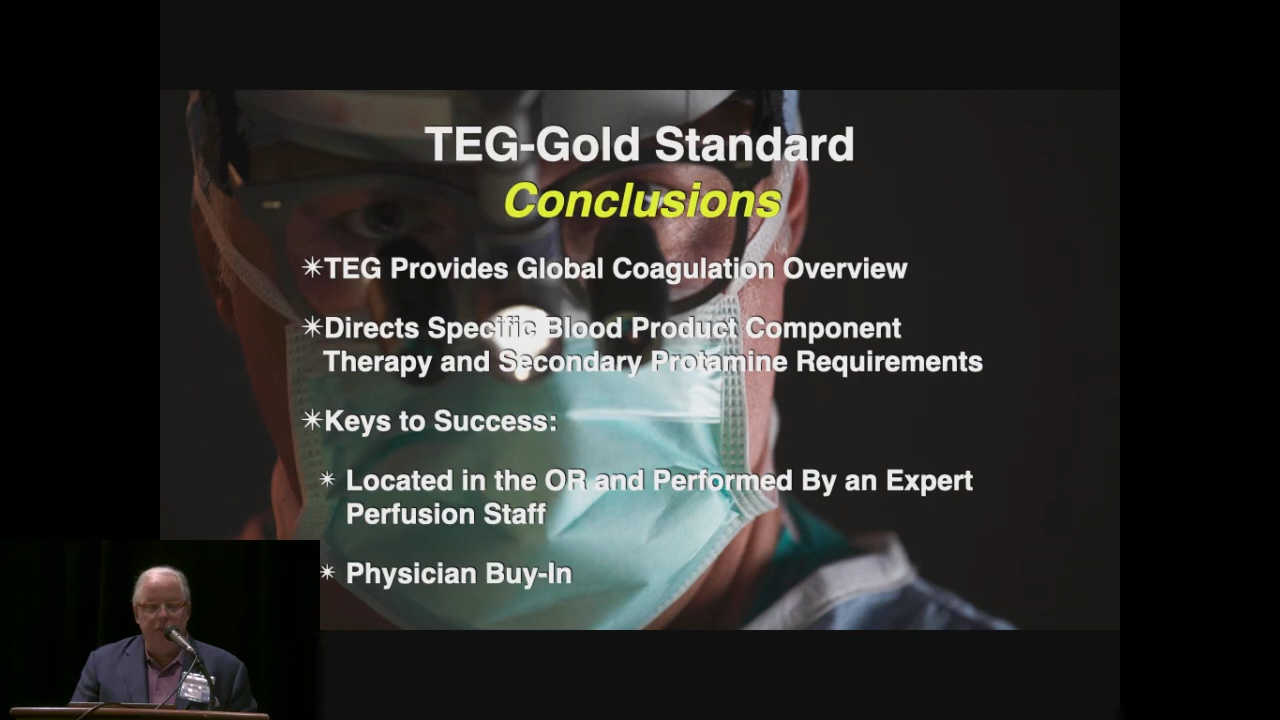 TEG-Gold Standard
Conclusions
✴TEG Provides Global Coagulation Overview
✴Directs Specific Blood Product Component
Therapy and Secondary Protamine Requirements
✴Keys to Success:
✴ Located in the OR and Performed By an Expert
Perfusion Staff
✴ Physician Buy-In